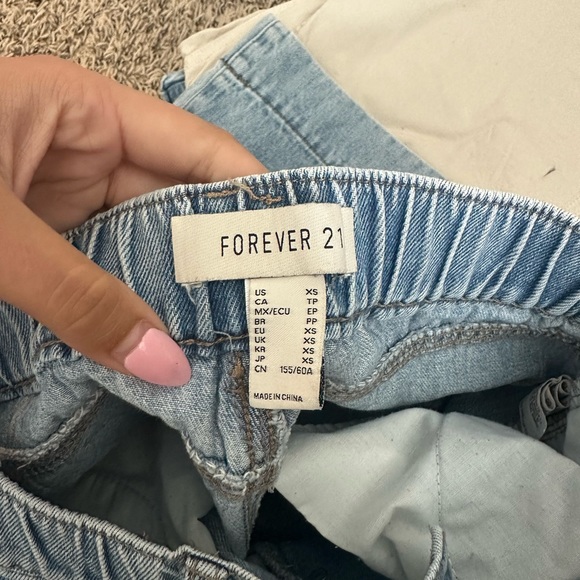 FOREVER 21
US XS
CA TP
MX/ECU EP
BR PP
EU XS
UK XS
KR XS
JP XS
CN 155/60A
MADE IN CHINA